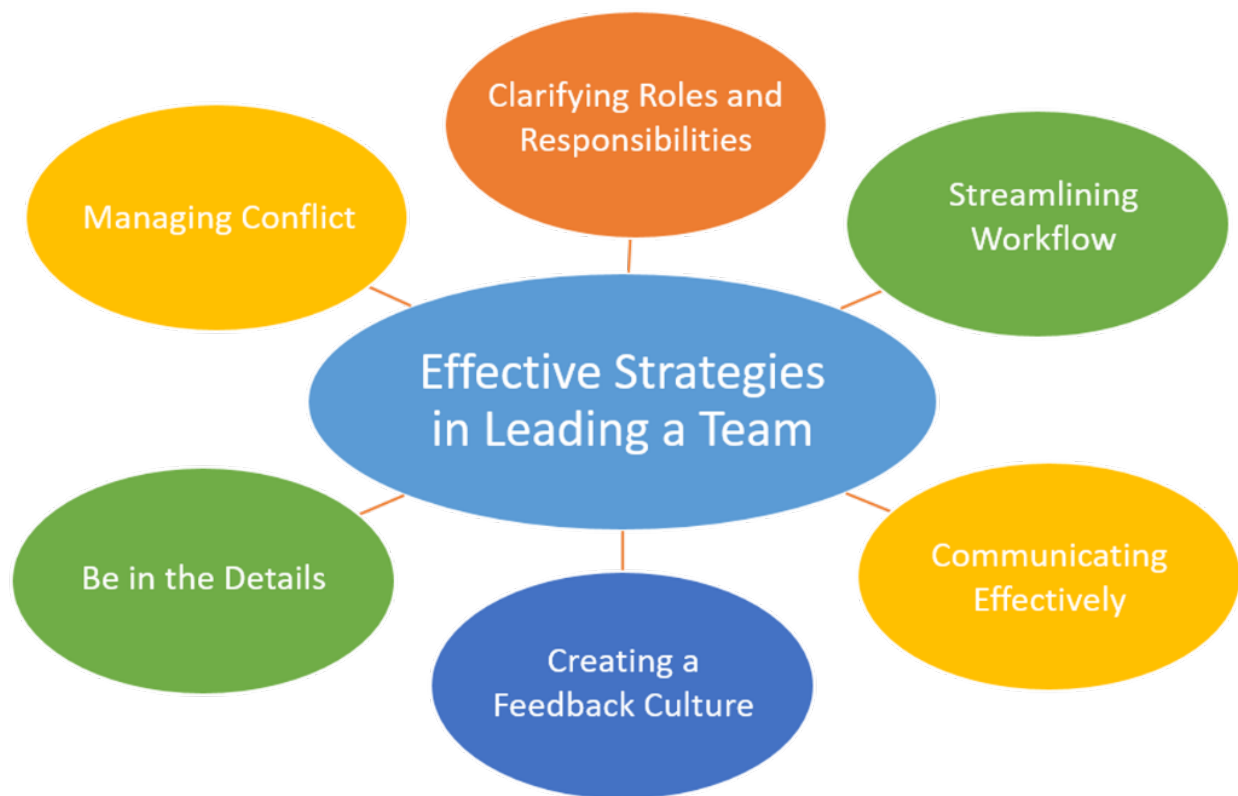 Clarifying Roles and
Responsibilities
Streamlining
Workflow
Managing Conflict
Effective Strategies
in Leading a Team
Communicating
Effectively
Be in the Details
Creating a
Feedback Culture